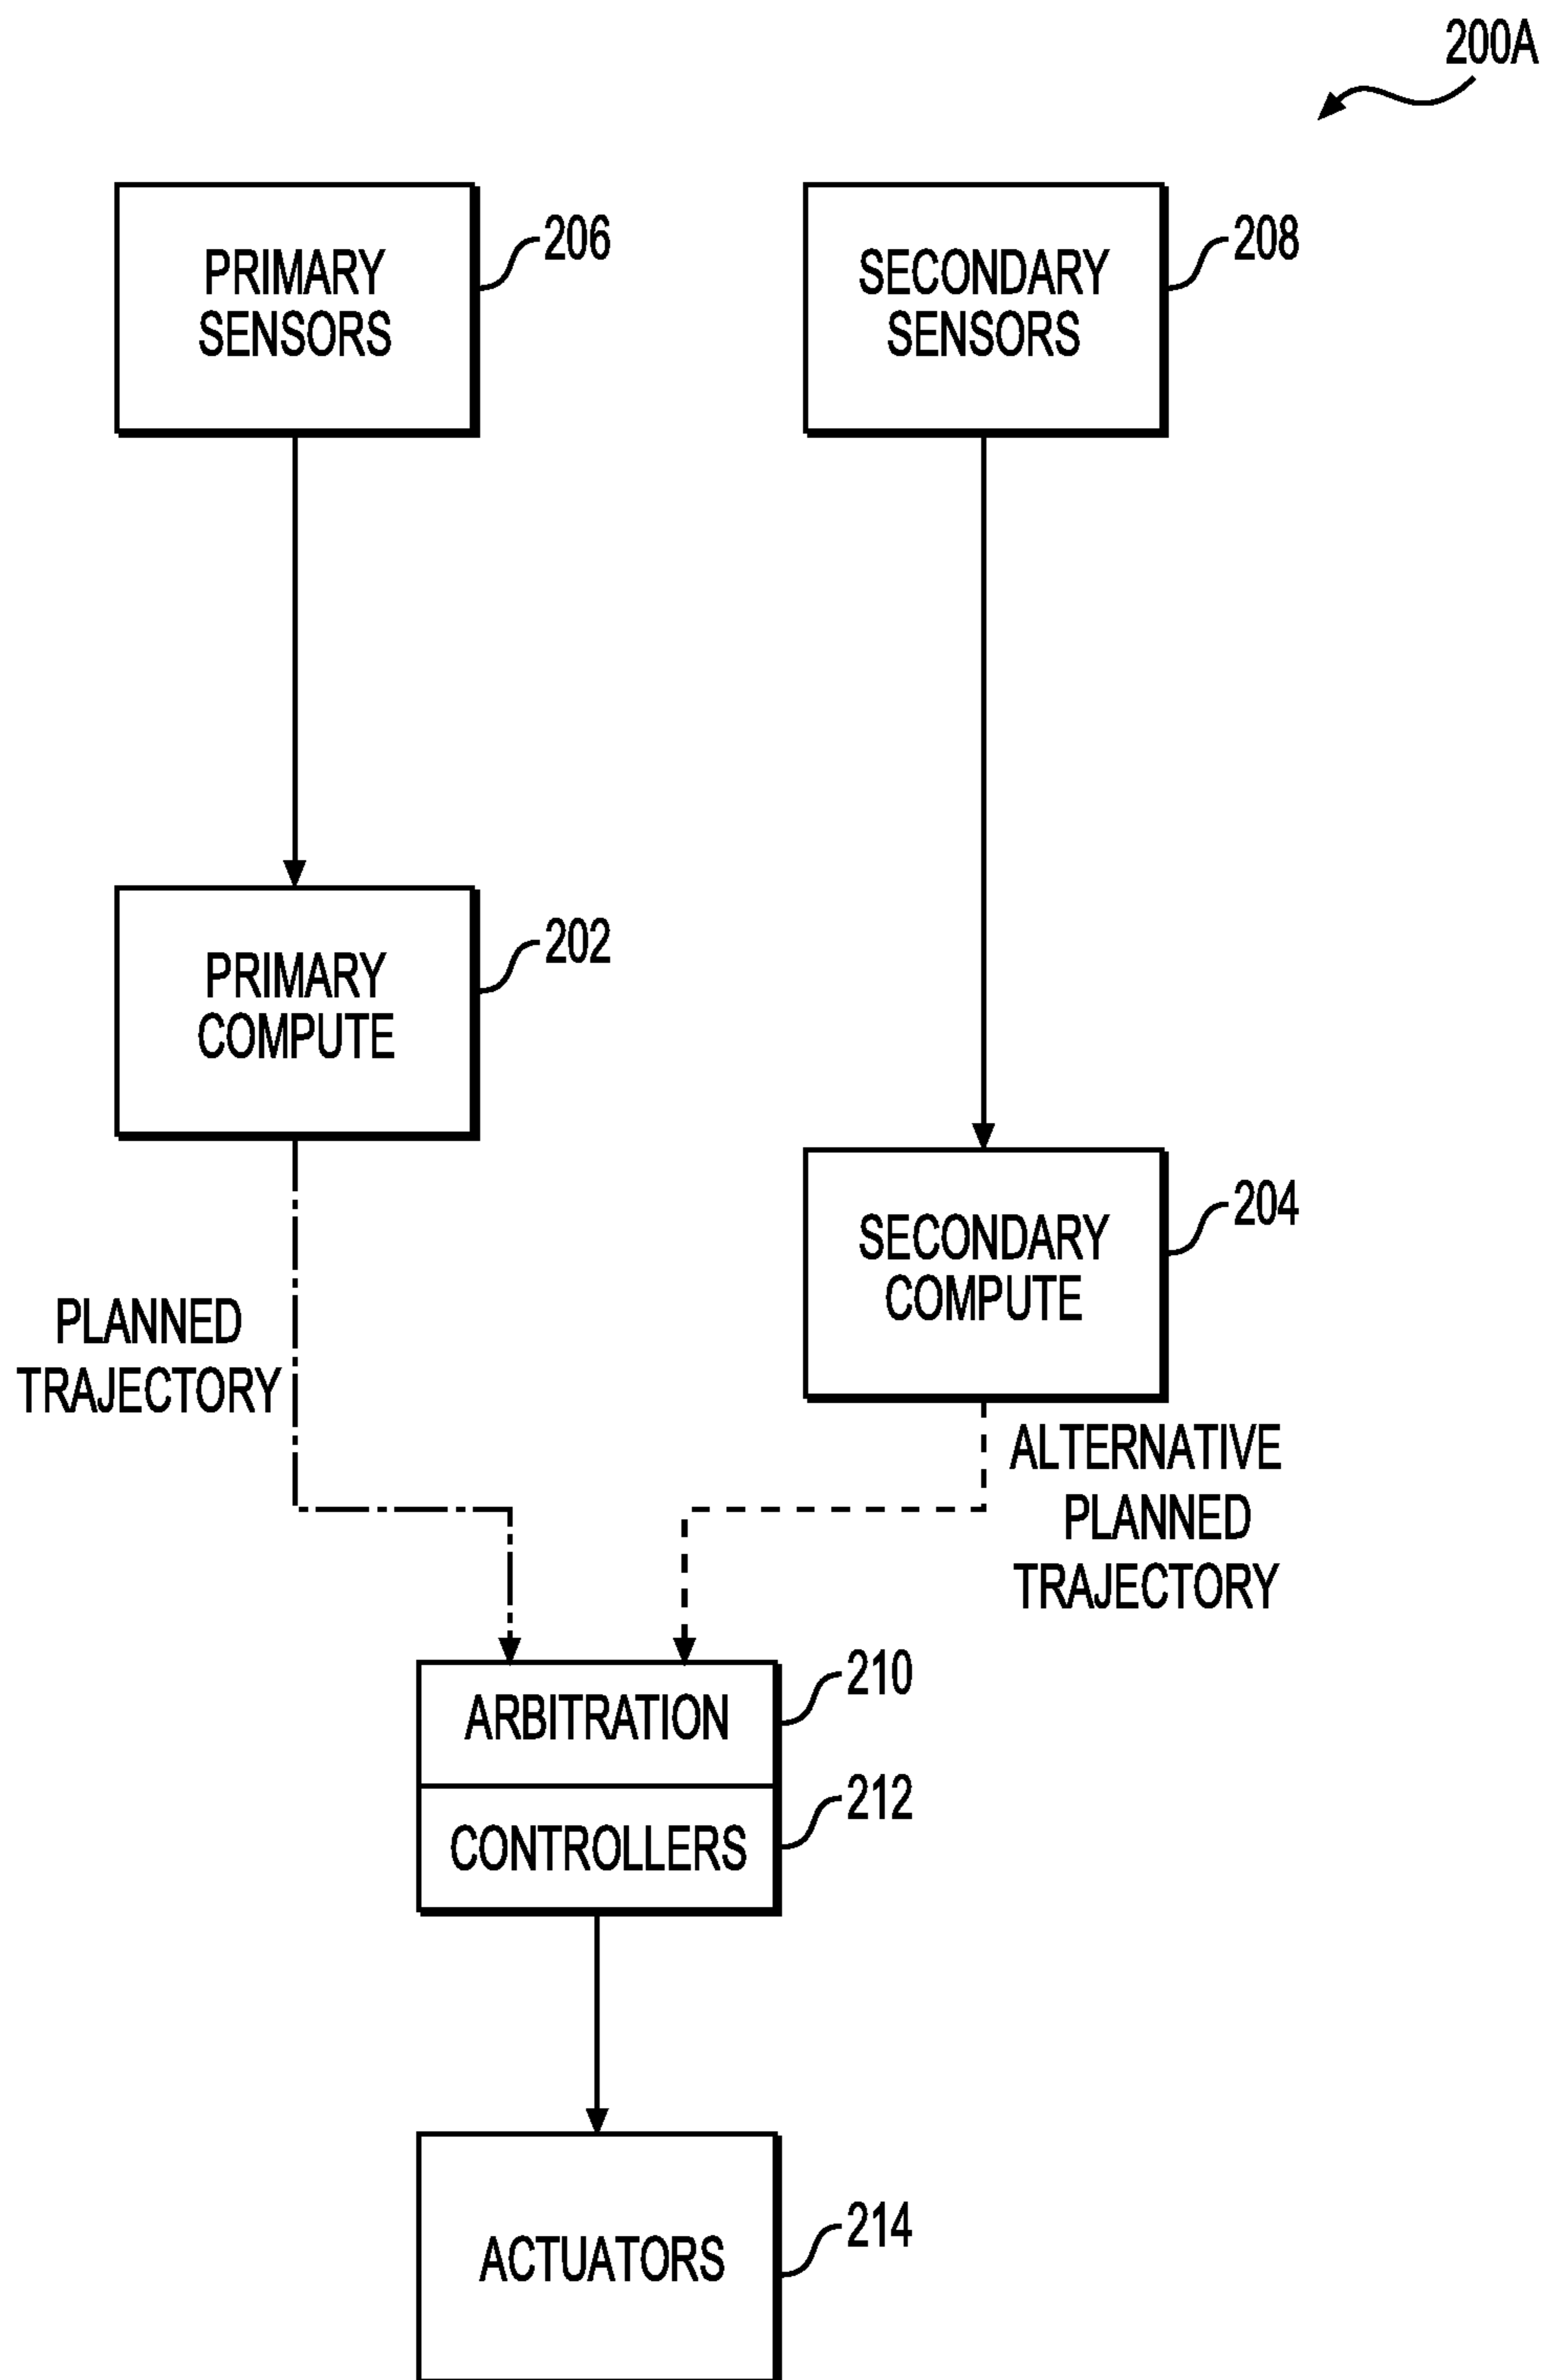 200A
PRIMARY
SENSORS
206
SECONDARY
SENSORS
208
PRIMARY
COMPUTE
202
SECONDARY
COMPUTE
204
PLANNED
TRAJECTORY
ALTERNATIVE
PLANNED
TRAJECTORY
ARBITRATION
210
CONTROLLERS
212
ACTUATORS
214